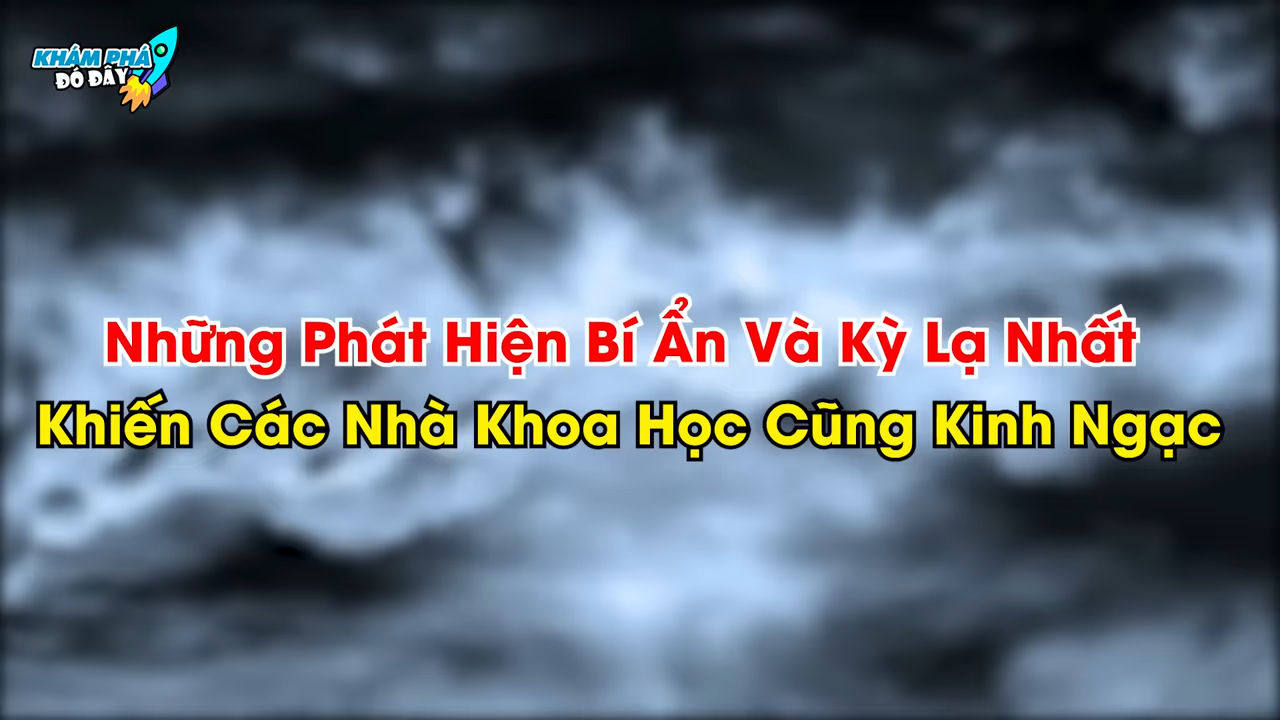 KHÁM PHÁ
ĐÓ ĐÂY
Những Phát Hiện Bí Ẩn Và Kỳ Lạ Nhất
Khiến Các Nhà Khoa Học Cũng Kinh Ngạc